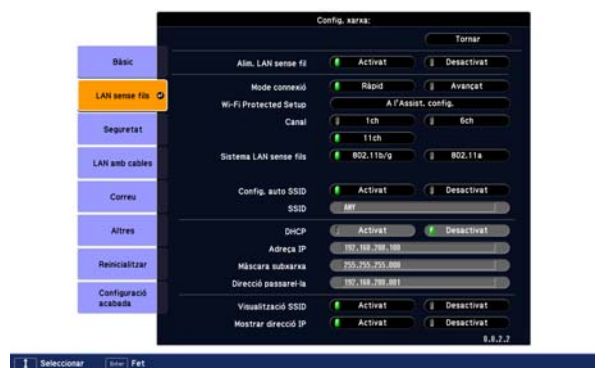 Config. xarxa:
Tornar
Bàsic
LAN sense fils
Seguretat
LAN amb cables
Correu
Altres
Reinicialitzar
Configuració
acabada
Alim. LAN sense fil Activat Desactivat
Mode connexió Ràpid Avançat
Wi-Fi Protected Setup A l'Assist. config.
Canal 1ch 6ch
11ch
Sistema LAN sense fils 802.11b/g 802.11a
Config. auto SSID Activat Desactivat
SSID ANY
DHCP Activat Desactivat
Adreça IP 192.168.200.100
Màscara subxarxa 255.255.255.000
Direcció passarel·la 192.168.200.001
Visualització SSID Activat Desactivat
Mostrar direcció IP Activat Desactivat
0.0.2.2
Seleccionar Enter Fet